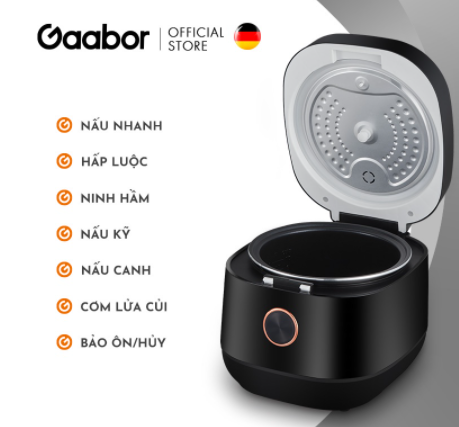 Gaabor
OFFICIAL
STORE
NẤU NHANH
HẤP LUỘC
NINH HẦM
NẤU KỸ
NẤU CANH
CƠM LỬA CỦI
BẢO ÔN/HỦY